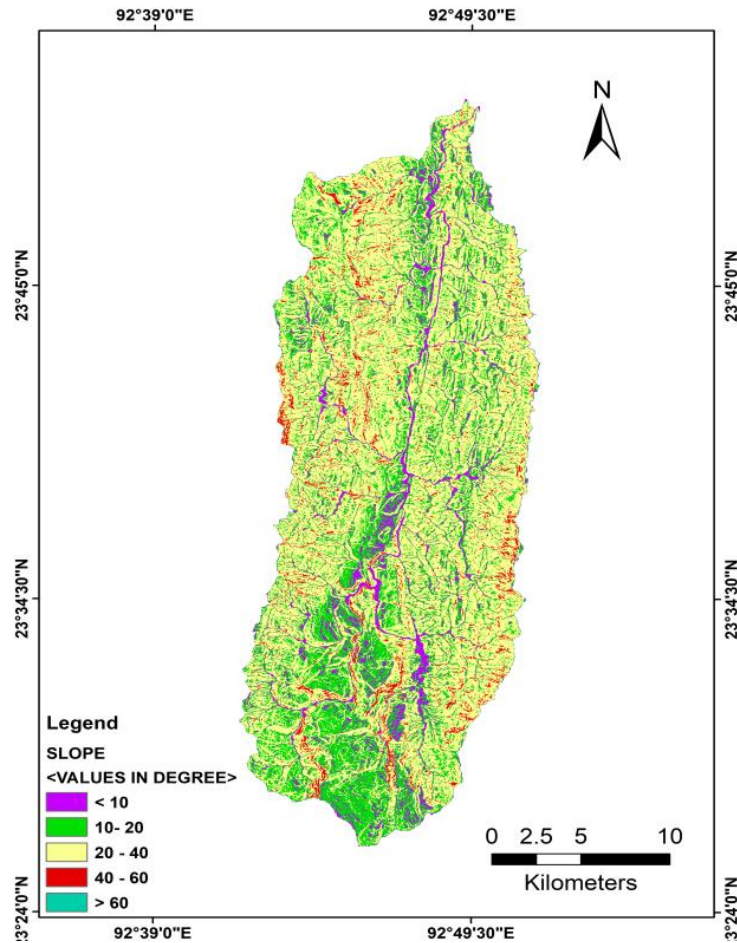 92°39'0"E
92°49'30"E
N
23°45'0"N
23°45'0"N
23°34'30"N
23°34'30"N
Legend
SLOPE
<VALUES IN DEGREE>
< 10
10- 20
20 - 40
40 - 60
> 60
0 2.5 5 10
Kilometers
23°24'0"N
23°24'0"N
92°39'0"E
92°49'30"E